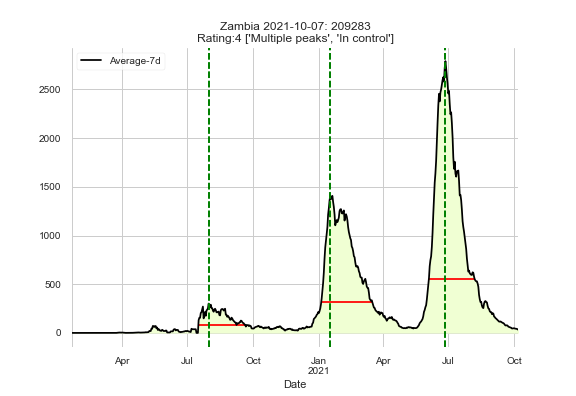 Zambia 2021-10-07: 209283
Rating:4 ['Multiple peaks', 'In control']
Average-7d
2500
2000
1500
1000
500
0
Apr Jul Oct Jan Apr Jul Oct
2021
Date